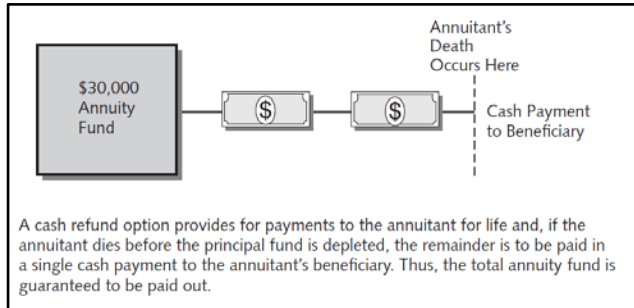 Annuitant's
Death
Occurs Here
$30,000
Annuity
Fund
$
$
Cash Payment
to Beneficiary
A cash refund option provides for payments to the annuitant for life and, if the
annuitant dies before the principal fund is depleted, the remainder is to be paid in
a single cash payment to the annuitant's beneficiary. Thus, the total annuity fund is
guaranteed to be paid out.